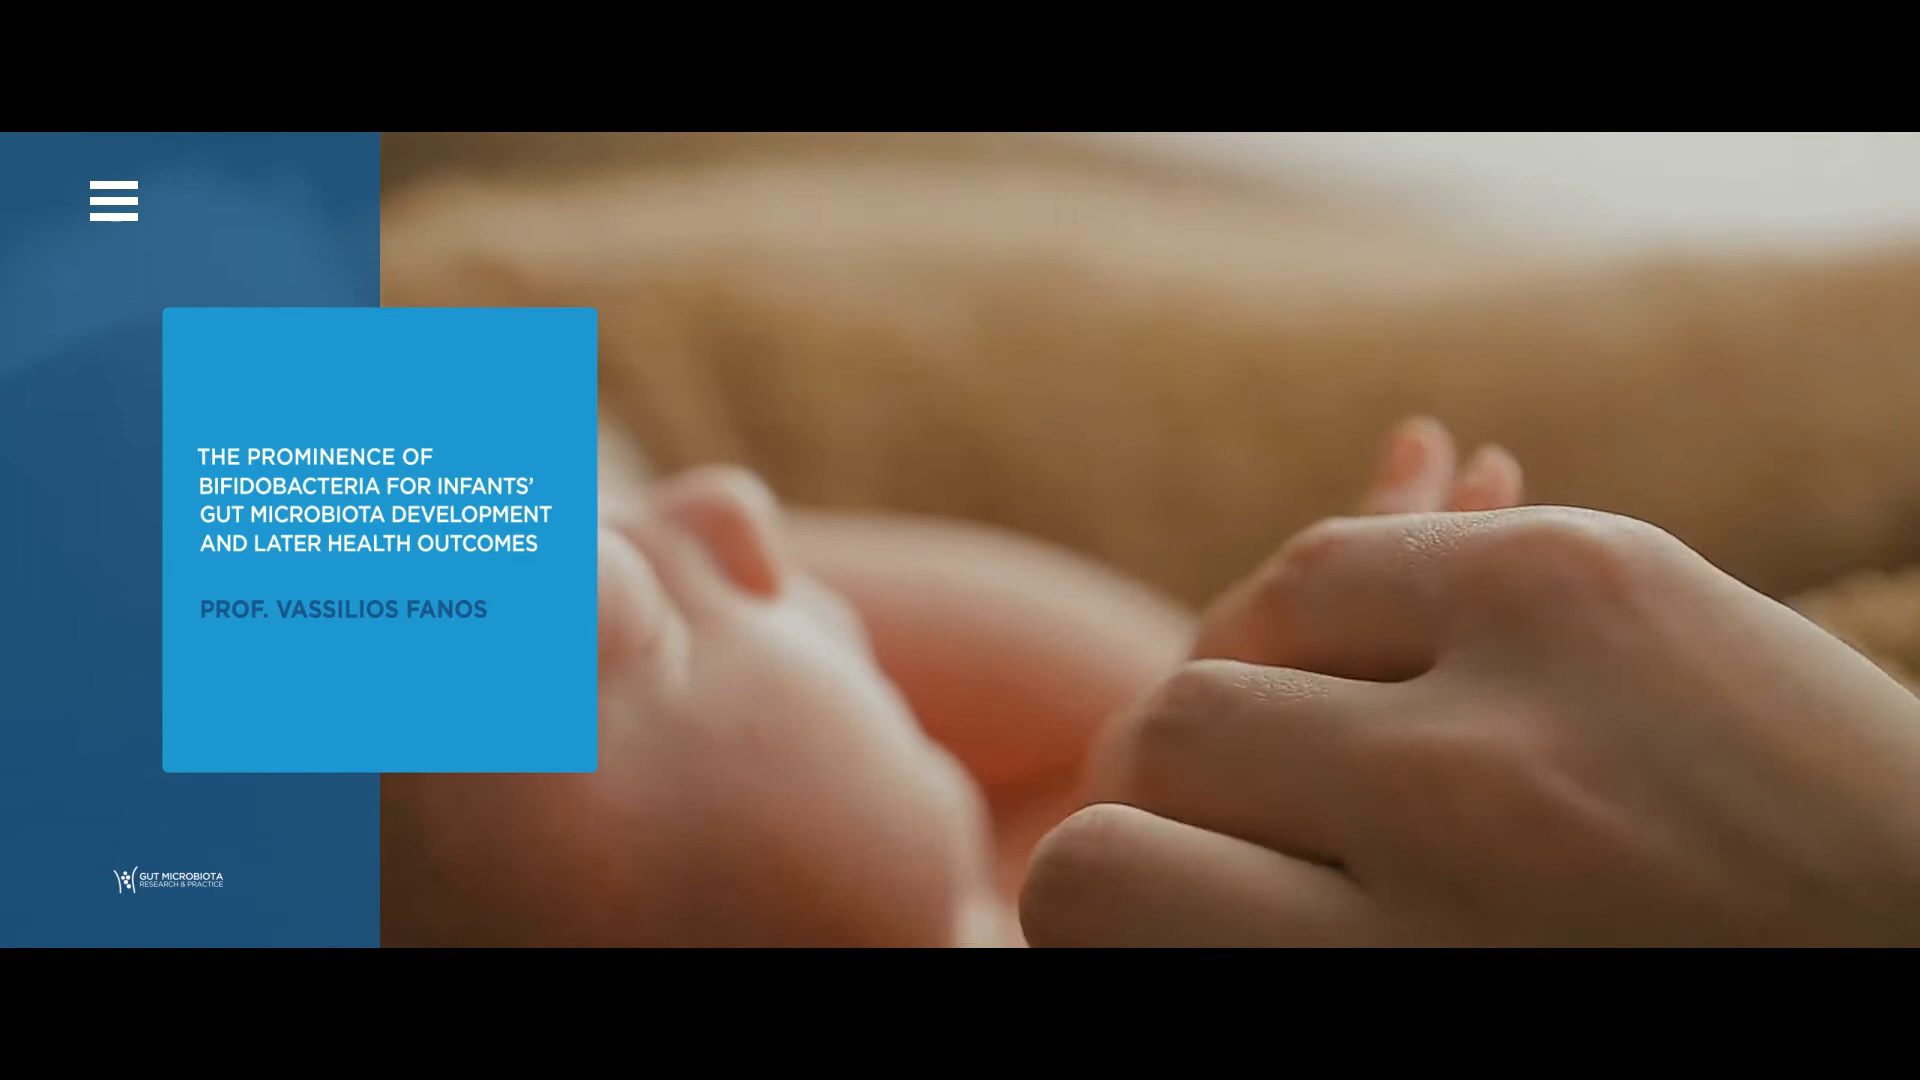 THE PROMINENCE OF
BIFIDOBACTERIA FOR INFANTS’
GUT MICROBIOTA DEVELOPMENT
AND LATER HEALTH OUTCOMES
PROF. VASSILIOS FANOS
GUT MICROBIOTA
RESEARCH & PRACTICE